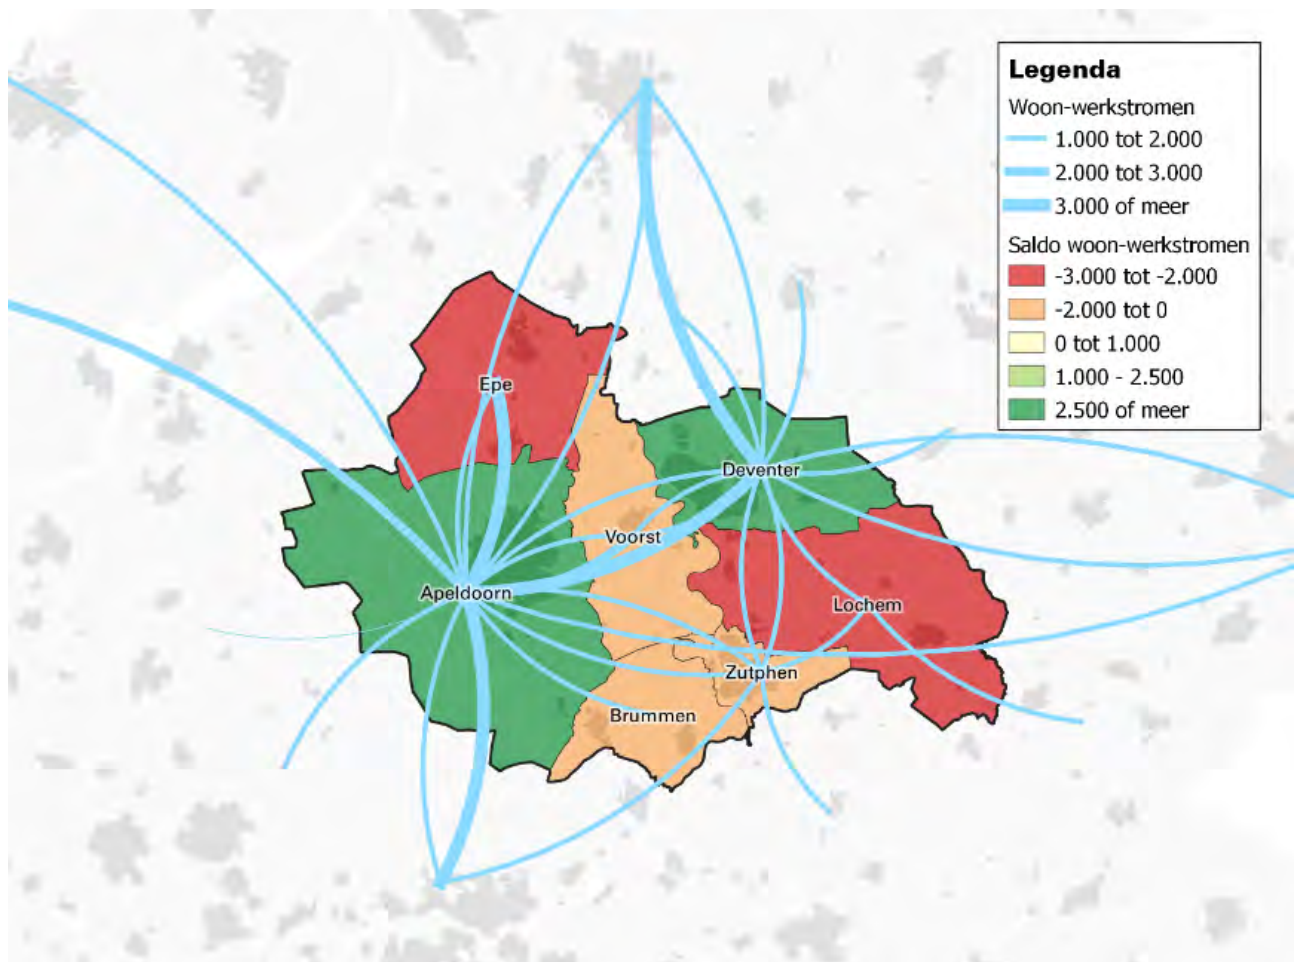 Legenda
Woon-werkstromen
1.000 tot 2.000
2.000 tot 3.000
3.000 of meer
Saldo woon-werkstromen
-3.000 tot -2.000
-2.000 tot 0
0 tot 1.000
1.000 - 2.500
2.500 of meer
Epe
Deventer
Voorst
Apeldoorn
Lochem
Zutphen
Brummen